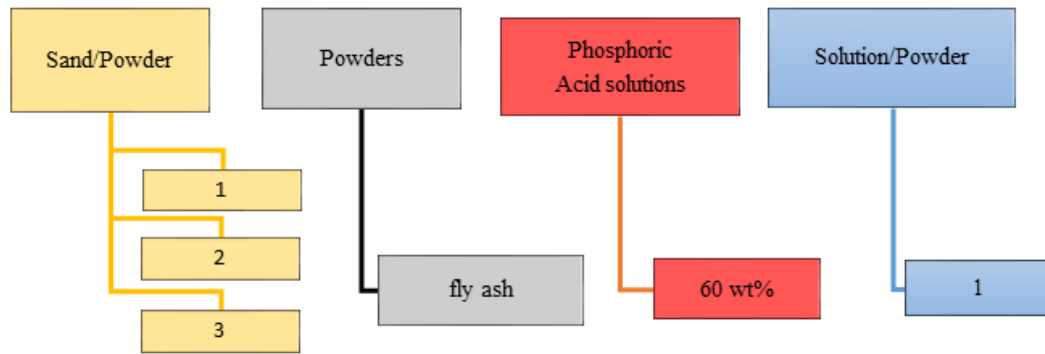 Sand/Powder
Powders
Phosphoric
Acid solutions
Solution/Powder
1
2
3
fly ash
60 wt%
1